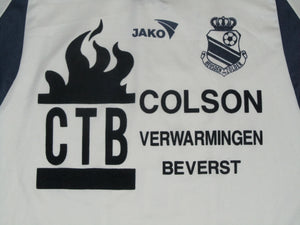 JAKO
CTB
COLSON
VERWARMINGEN
BEVERST